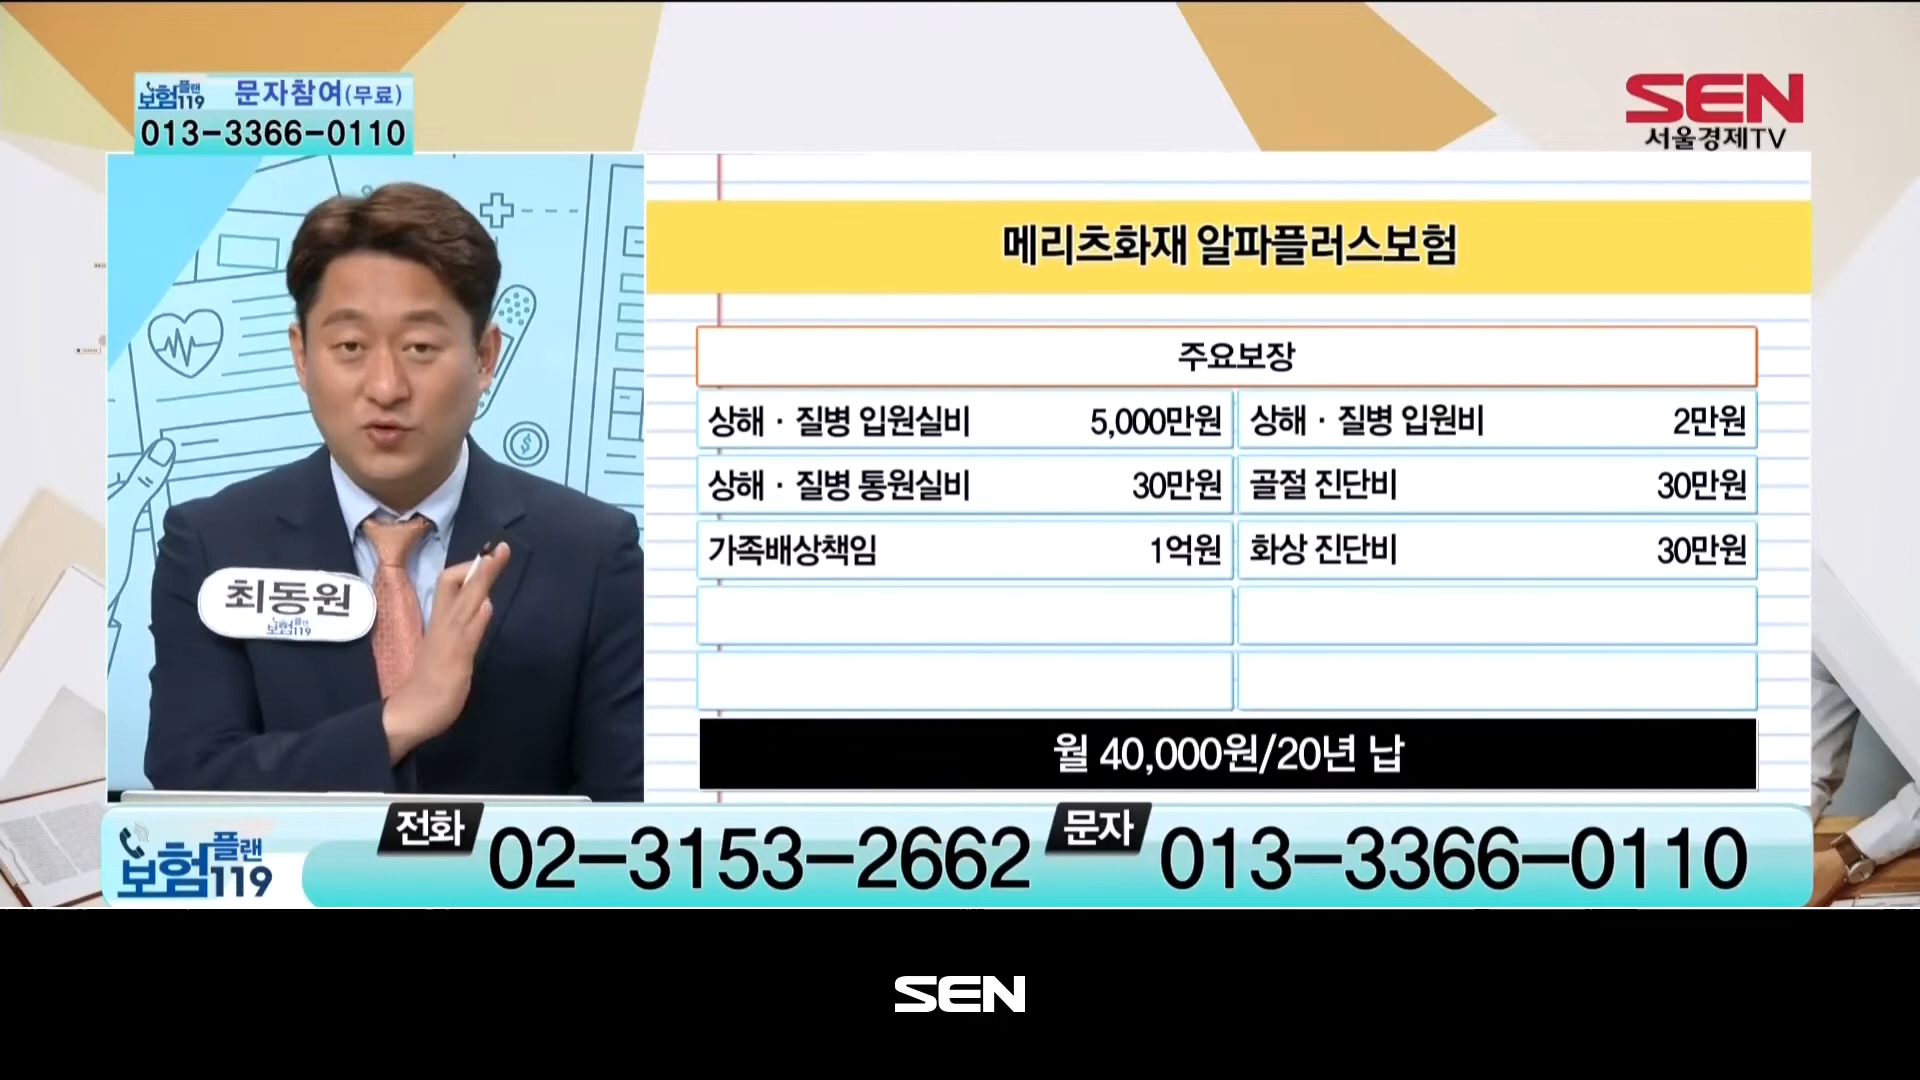 보험플랜119 문자참여(무료)
013-3366-0110
SEN
서울경제TV
메리츠화재 알파플러스보험
주요보장
상해 · 질병 입원실비 5,000만원 상해 · 질병 입원비 2만원
상해 · 질병 통원실비 30만원 골절 진단비 30만원
가족배상책임 1억원 화상 진단비 30만원
최동원
보험플랜119
월 40,000원/20년 납
보험플랜119 전화 02-3153-2662 문자 013-3366-0110
SEN